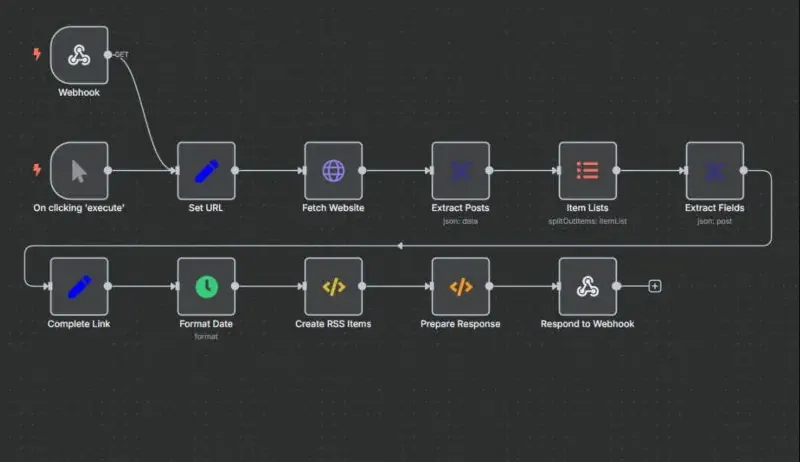 GET
Webhook
On clicking 'execute'
Set URL
Fetch Website
Extract Posts
json: data
Item Lists
splitOutItems: itemList
Extract Fields
json: post
Complete Link
Format Date
format
Create RSS Items
Prepare Response
Respond to Webhook